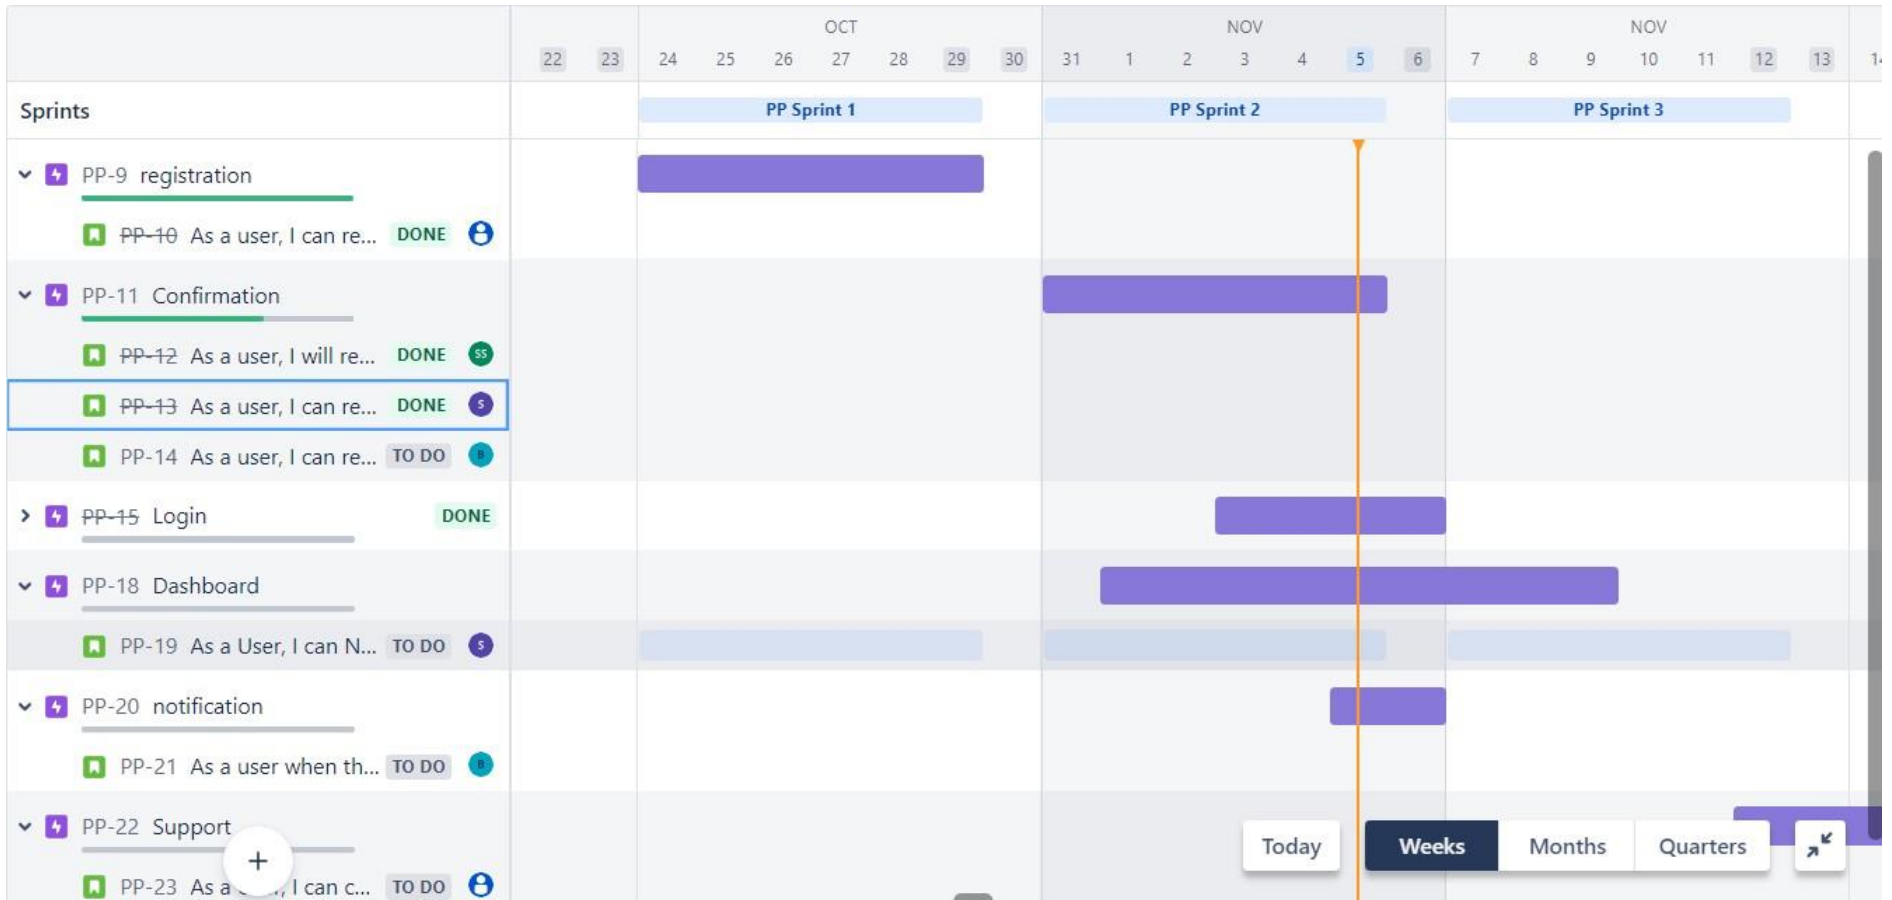 OCT NOV NOV
22 23 24 25 26 27 28 29 30 31 1 2 3 4 5 6 7 8 9 10 11 12 13
Sprints PP Sprint 1 PP Sprint 2 PP Sprint 3
PP-9 registration
PP-10 As a user, I can re... DONE
PP-11 Confirmation
PP-12 As a user, I will re... DONE SS
PP-13 As a user, I can re... DONE S
PP-14 As a user, I can re... TO DO B
PP-15 Login DONE
PP-18 Dashboard
PP-19 As a User, I can N... TO DO S
PP-20 notification
PP-21 As a user when th... TO DO B
PP-22 Support
Today Weeks Months Quarters
PP-23 As a I can c... TO DO